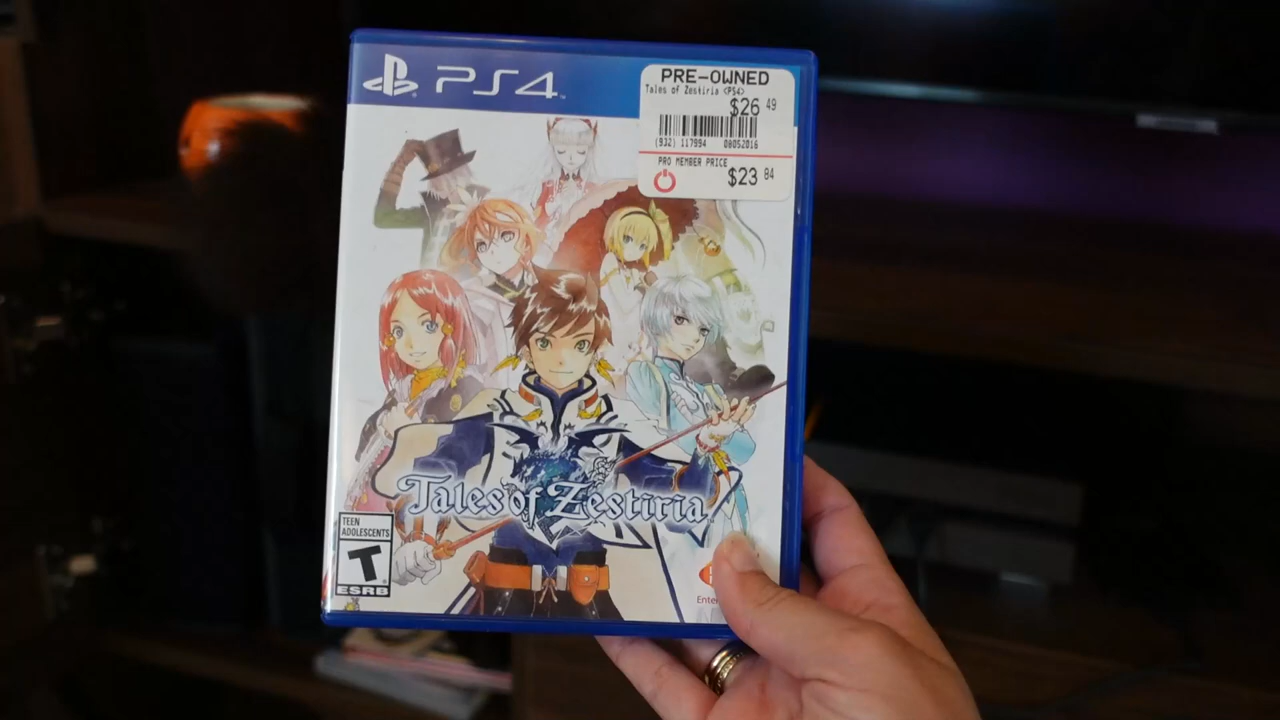 PS4
PRE-OWNED
Tales of Zestiria <PS4>
$26 49
(932) 117994 08052016
PRO MEMBER PRICE
$23 84
Tales of Zestiria
TEEN
ADOLESCENTS
T
ESRB